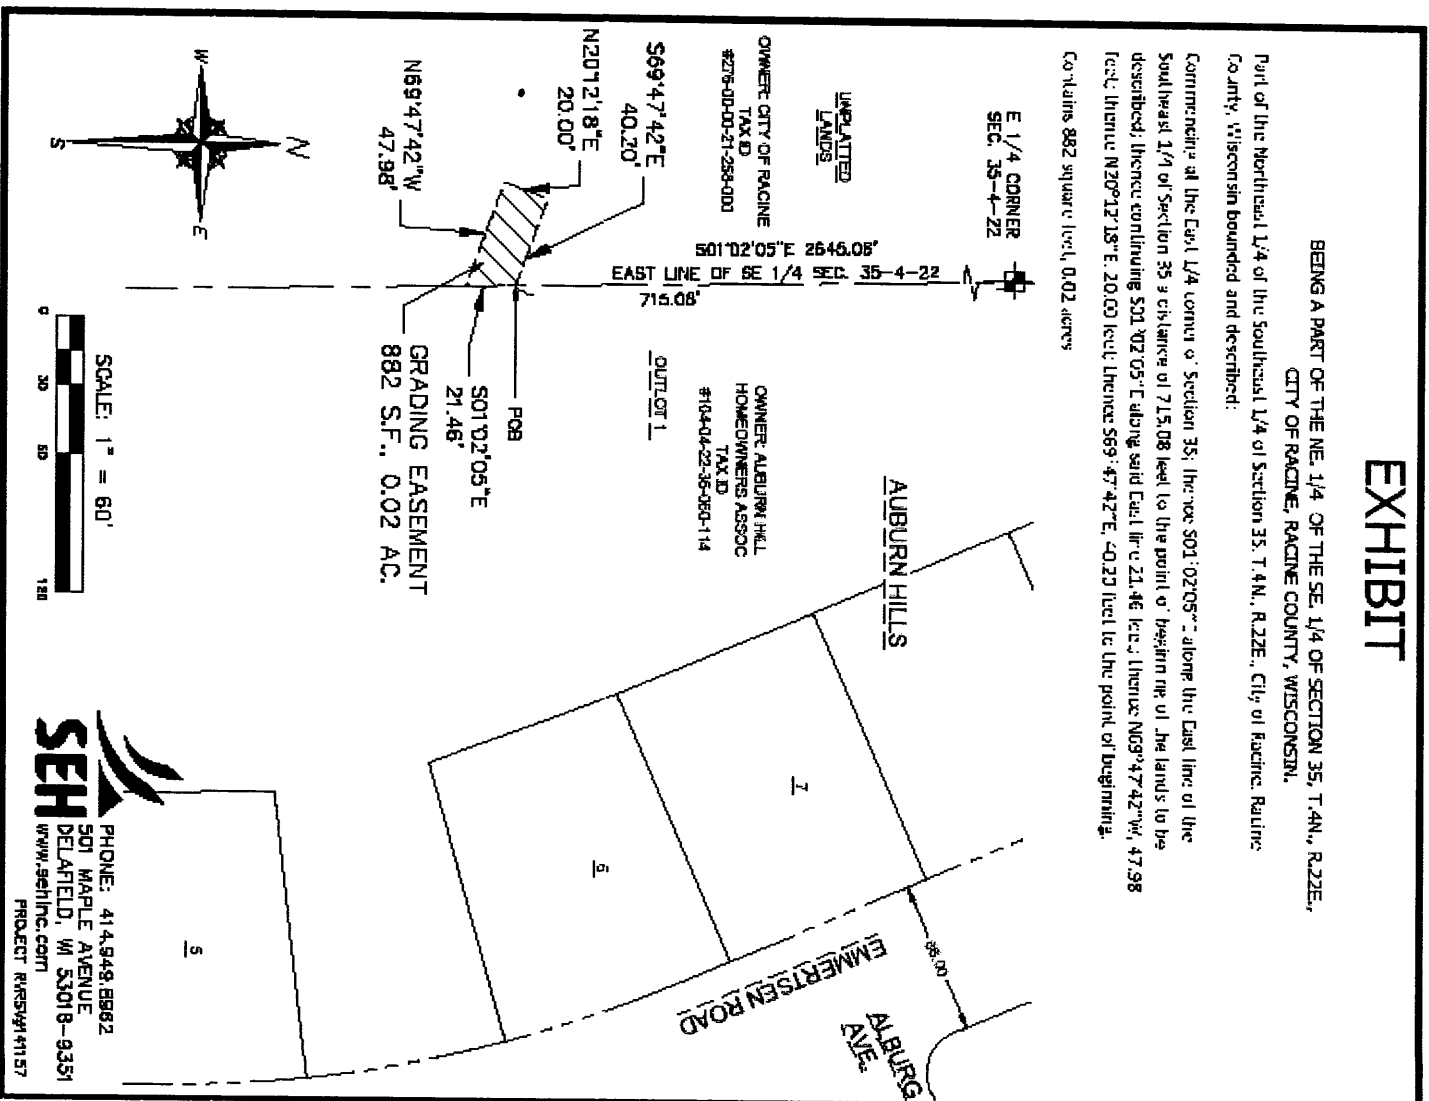 EXHIBIT
BEING A PART OF THE NE. 1/4 OF THE SE. 1/4 OF SECTION 35, T.4N., R.22E.,
CITY OF RACINE, RACINE COUNTY, WISCONSIN.
Part of the Northeast 1/4 of the Southeast 1/4 of Section 35, T.4N., R.22E., City of Racine, Racine
County, Wisconsin bounded and described:
Commencing at the East 1/4 corner of Section 35; thence S01°02'05"E along the East line of the
Southeast 1/4 of Section 35 a distance of 715.08 feet to the point of beginning of the lands to be
described; thence continuing S01°02'05"E along said East line 21.46 feet; thence N69°47'42"W, 47.98
feet; thence N20°12'18"E, 20.00 feet; thence S69°47'42"E, 40.20 feet to the point of beginning.
Contains 882 square feet, 0.02 acres
E 1/4 CORNER
SEC. 35-4-22
UNPLATTED
LANDS
OWNER: CITY OF RACINE
TAX ID
S01°02'05"E 2646.06'
EAST LINE OF SE 1/4 SEC. 35-4-22
715.08'
S69°47'42"E
40.20'
N20°12'18"E
20.00'
N69°47'42"W
47.98'
POB
S01°02'05"E
21.46'
GRADING EASEMENT
882 S.F., 0.02 AC.
OWNER: AUBURN HILL
HOMEOWNERS ASSOC
TAX ID
OUTLOT 1
AUBURN HILLS
7
6
5
66.00
EMMERTSEN ROAD
ALBURG
AVE.
N
W
E
S
SCALE: 1" = 60'
0 30 60 120
SEH
PHONE: 414.949.8962
501 MAPLE AVENUE
DELAFIELD, WI 53018-9351
www.sehinc.com
PROJECT